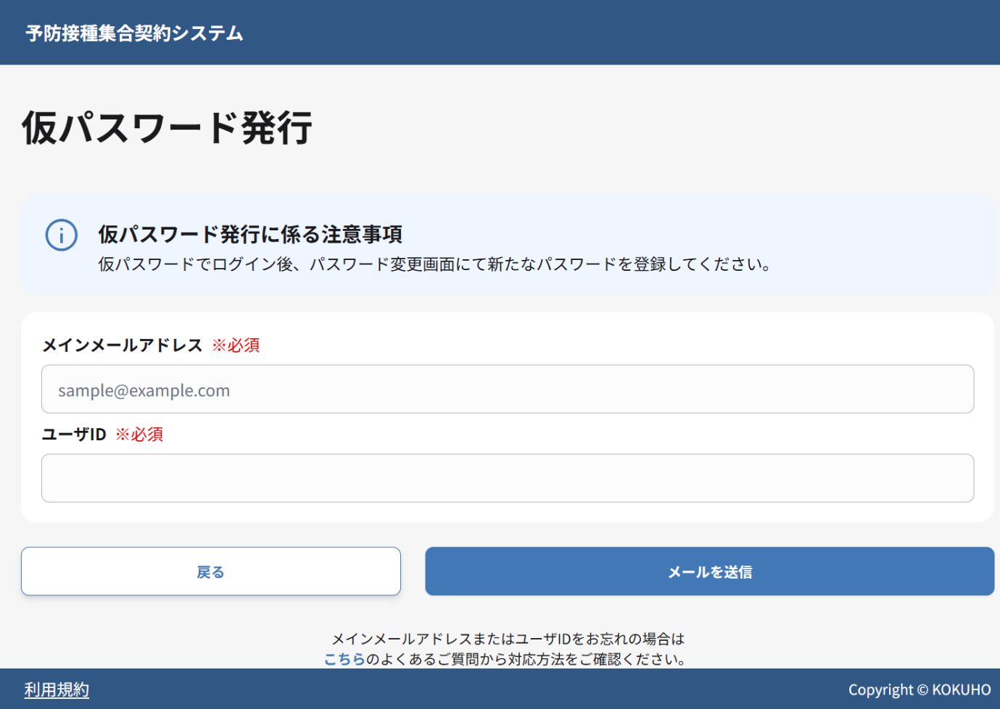 予防接種集合契約システム
仮パスワード発行
仮パスワード発行に係る注意事項
仮パスワードでログイン後、パスワード変更画面にて新たなパスワードを登録してください。
メインメールアドレス ※必須
sample@example.com
ユーザID ※必須
戻る
メールを送信
メインメールアドレスまたはユーザIDをお忘れの場合は
こちらのよくあるご質問から対応方法をご確認ください。
利用規約
Copyright © KOKUHO